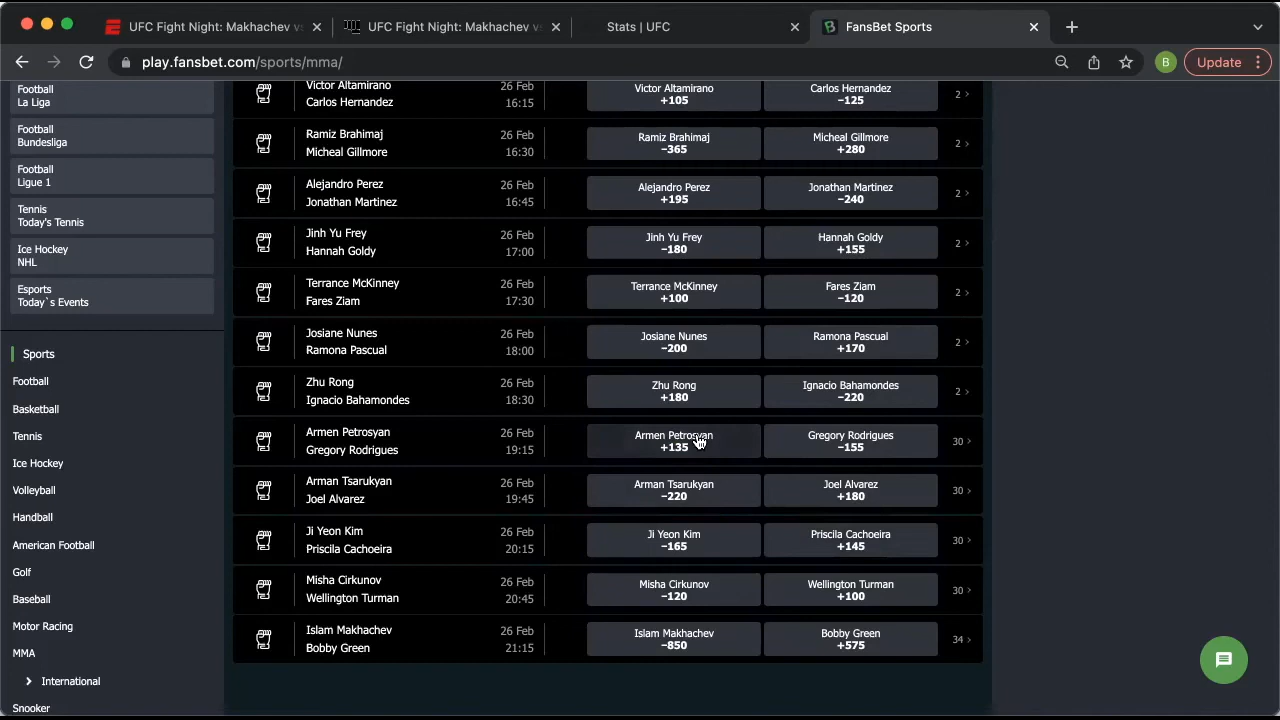 UFC Fight Night: Makhachev vs
UFC Fight Night: Makhachev v
Stats | UFC
FansBet Sports
play.fansbet.com/sports/mma/
B
Update
Football
La Liga
Football
Bundesliga
Football
Ligue 1
Tennis
Today's Tennis
Ice Hockey
NHL
Esports
Today`s Events
Sports
Football
Basketball
Tennis
Ice Hockey
Volleyball
Handball
American Football
Golf
Baseball
Motor Racing
MMA
International
Snooker
Victor Altamirano 26 Feb Victor Altamirano Carlos Hernandez
Carlos Hernandez 16:15 +105 −125 2
Ramiz Brahimaj 26 Feb Ramiz Brahimaj Micheal Gillmore
Micheal Gillmore 16:30 −365 +280 2
Alejandro Perez 26 Feb Alejandro Perez Jonathan Martinez
Jonathan Martinez 16:45 +195 −240 2
Jinh Yu Frey 26 Feb Jinh Yu Frey Hannah Goldy
Hannah Goldy 17:00 −180 +155 2
Terrance McKinney 26 Feb Terrance McKinney Fares Ziam
Fares Ziam 17:30 +100 −120 2
Josiane Nunes 26 Feb Josiane Nunes Ramona Pascual
Ramona Pascual 18:00 −200 +170 2
Zhu Rong 26 Feb Zhu Rong Ignacio Bahamondes
Ignacio Bahamondes 18:30 +180 −220 2
Armen Petrosyan 26 Feb Armen Petrosyan Gregory Rodrigues
Gregory Rodrigues 19:15 +135 −155 30
Arman Tsarukyan 26 Feb Arman Tsarukyan Joel Alvarez
Joel Alvarez 19:45 −220 +180 30
Ji Yeon Kim 26 Feb Ji Yeon Kim Priscila Cachoeira
Priscila Cachoeira 20:15 −165 +145 30
Misha Cirkunov 26 Feb Misha Cirkunov Wellington Turman
Wellington Turman 20:45 −120 +100 30
Islam Makhachev 26 Feb Islam Makhachev Bobby Green
Bobby Green 21:15 −850 +575 34